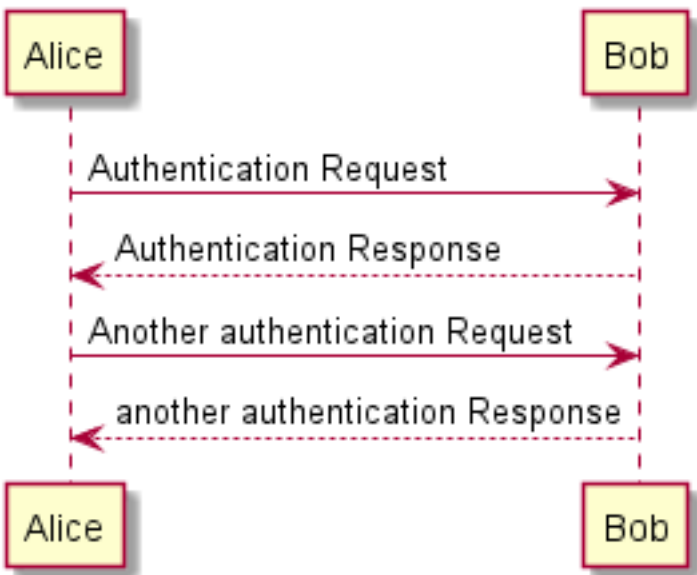 Alice Bob
Authentication Request
Authentication Response
Another authentication Request
another authentication Response
Alice Bob